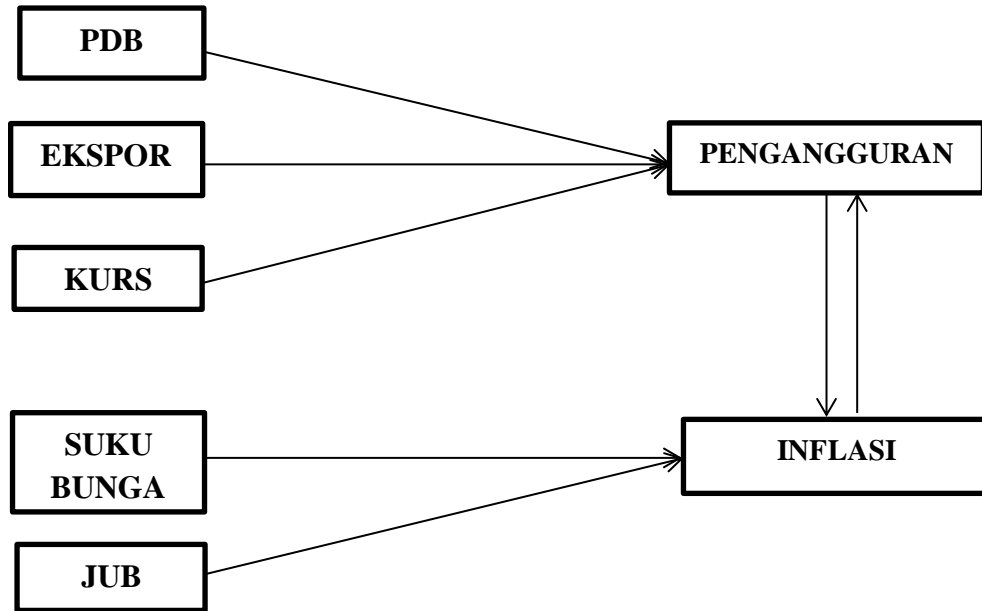 PDB
EKSPOR
PENGANGGURAN
KURS
SUKU
BUNGA
INFLASI
JUB